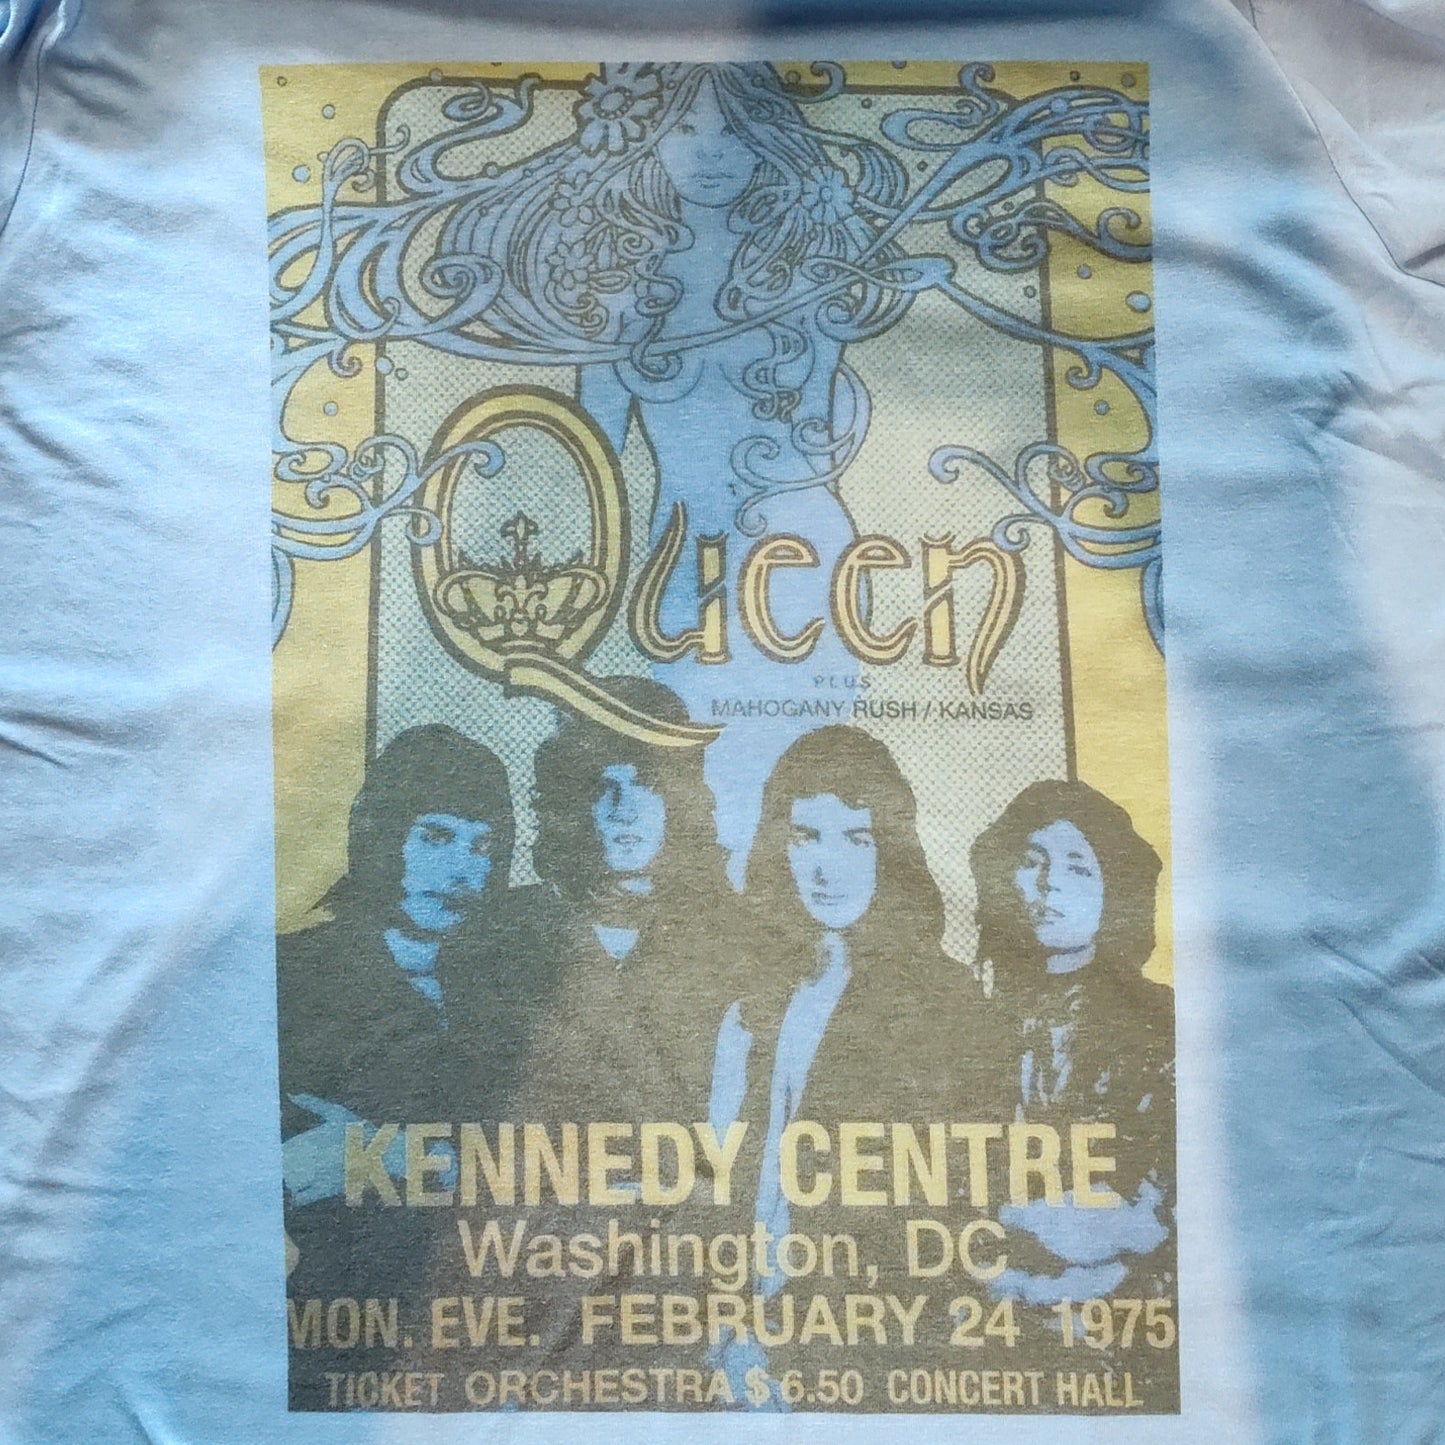 Queen
PLUS
MAHOGANY RUSH / KANSAS
KENNEDY CENTRE
Washington, DC
MON. EVE. FEBRUARY 24 1975
TICKET ORCHESTRA $ 6.50 CONCERT HALL